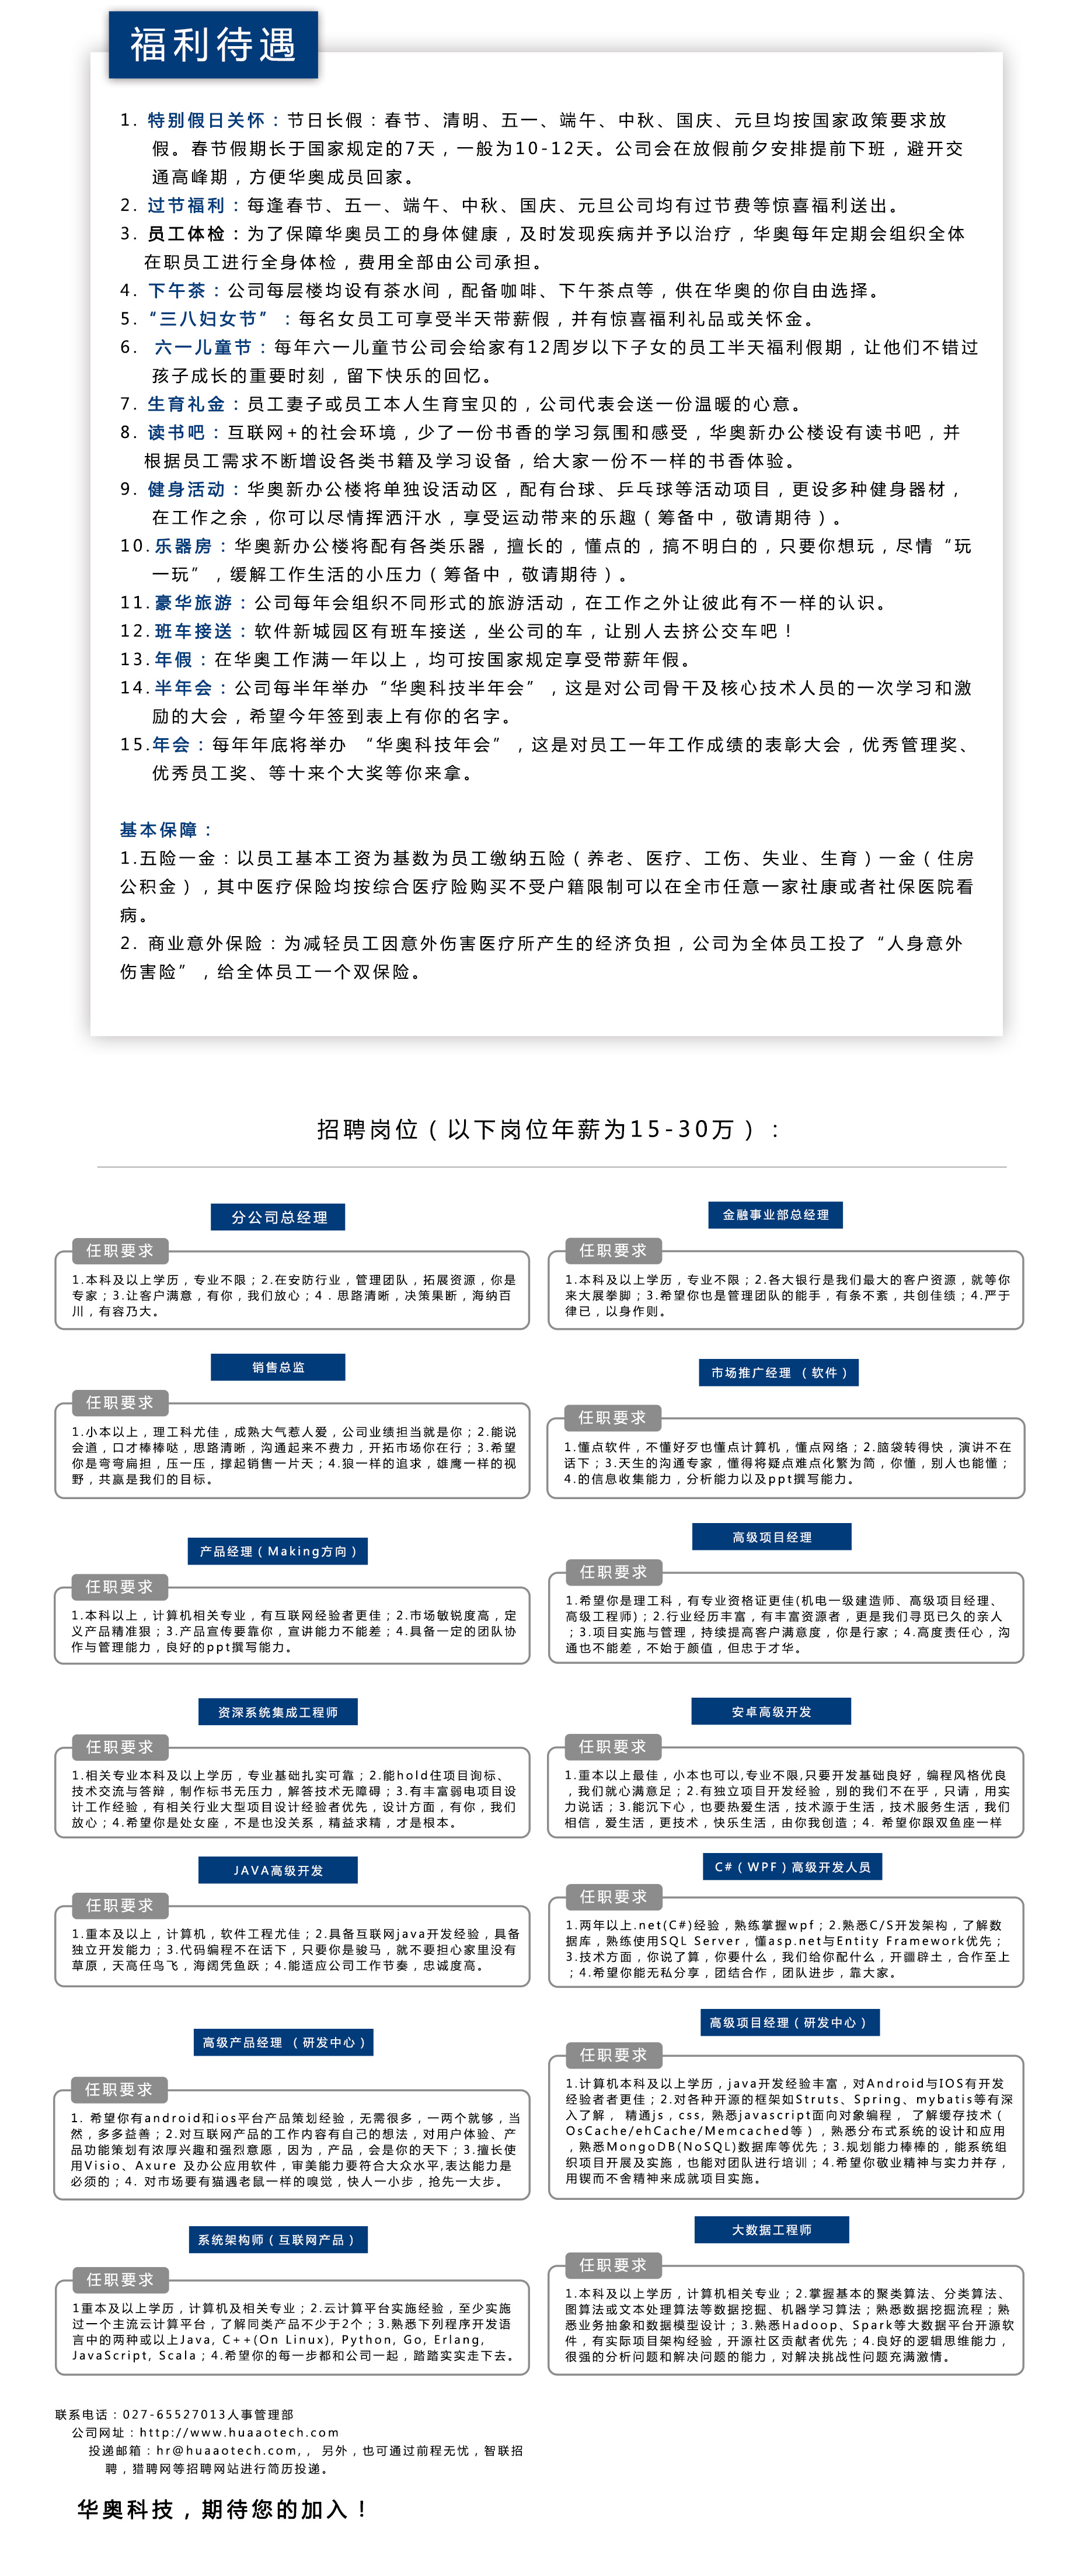 福利待遇
1. 特别假日关怀：节日长假：春节、清明、五一、端午、中秋、国庆、元旦均按国家政策要求放
假。春节假期长于国家规定的7天，一般为10-12天。公司会在放假前夕安排提前下班，避开交
通高峰期，方便华奥成员回家。
2. 过节福利：每逢春节、五一、端午、中秋、国庆、元旦公司均有过节费等惊喜福利送出。
3. 员工体检：为了保障华奥员工的身体健康，及时发现疾病并予以治疗，华奥每年定期会组织全体
在职员工进行全身体检，费用全部由公司承担。
4. 下午茶：公司每层楼均设有茶水间，配备咖啡、下午茶点等，供在华奥的你自由选择。
5. “三八妇女节”：每名女员工可享受半天带薪假，并有惊喜福利礼品或关怀金。
6. 六一儿童节：每年六一儿童节公司会给家有12周岁以下子女的员工半天福利假期，让他们不错过
孩子成长的重要时刻，留下快乐的回忆。
7. 生育礼金：员工妻子或员工本人生育宝贝的，公司代表会送一份温暖的心意。
8. 读书吧：互联网+的社会环境，少了一份书香的学习氛围和感受，华奥新办公楼设有读书吧，并
根据员工需求不断增设各类书籍及学习设备，给大家一份不一样的书香体验。
9. 健身活动：华奥新办公楼将单独设活动区，配有台球、乒乓球等活动项目，更设多种健身器材，
在工作之余，你可以尽情挥洒汗水，享受运动带来的乐趣（筹备中，敬请期待）。
10. 乐器房：华奥新办公楼将配有各类乐器，擅长的，懂点的，搞不明白的，只要你想玩，尽情“玩
一玩”，缓解工作生活的小压力（筹备中，敬请期待）。
11. 豪华旅游：公司每年会组织不同形式的旅游活动，在工作之外让彼此有不一样的认识。
12. 班车接送：软件新城园区有班车接送，坐公司的车，让别人去挤公交车吧！
13. 年假：在华奥工作满一年以上，均可按国家规定享受带薪年假。
14. 半年会：公司每半年举办“华奥科技半年会”，这是对公司骨干及核心技术人员的一次学习和激
励的大会，希望今年签到表上有你的名字。
15. 年会：每年年底将举办 “华奥科技年会”，这是对员工一年工作成绩的表彰大会，优秀管理奖、
优秀员工奖、等十来个大奖等你来拿。
基本保障：
1.五险一金：以员工基本工资为基数为员工缴纳五险（养老、医疗、工伤、失业、生育）一金（住房
公积金），其中医疗保险均按综合医疗险购买不受户籍限制可以在全市任意一家社康或者社保医院看
病。
2. 商业意外保险：为减轻员工因意外伤害医疗所产生的经济负担，公司为全体员工投了“人身意外
伤害险”，给全体员工一个双保险。
招聘岗位（以下岗位年薪为15-30万）：
分公司总经理
任职要求
1.本科及以上学历，专业不限；2.在安防行业，管理团队，拓展资源，你是
专家；3.让客户满意，有你，我们放心；4．思路清晰，决策果断，海纳百
川，有容乃大。
金融事业部总经理
任职要求
1.本科及以上学历，专业不限；2.各大银行是我们最大的客户资源，就等你
来大展拳脚；3.希望你也是管理团队的能手，有条不紊，共创佳绩；4.严于
律已，以身作则。
销售总监
任职要求
1.小本以上，理工科尤佳，成熟大气惹人爱，公司业绩担当就是你；2.能说
会道，口才棒棒哒，思路清晰，沟通起来不费力，开拓市场你在行；3.希望
你是弯弯扁担，压一压，撑起销售一片天；4.狼一样的追求，雄鹰一样的视
野，共赢是我们的目标。
市场推广经理 （软件）
任职要求
1.懂点软件，不懂好歹也懂点计算机，懂点网络；2.脑袋转得快，演讲不在
话下；3.天生的沟通专家，懂得将疑点难点化繁为简，你懂，别人也能懂；
4.的信息收集能力，分析能力以及ppt撰写能力。
产品经理（Making方向）
任职要求
1.本科以上，计算机相关专业，有互联网经验者更佳；2.市场敏锐度高，定
义产品精准狠；3.产品宣传要靠你，宣讲能力不能差；4.具备一定的团队协
作与管理能力，良好的ppt撰写能力。
高级项目经理
任职要求
1.希望你是理工科，有专业资格证更佳(机电一级建造师、高级项目经理、
高级工程师)；2.行业经历丰富，有丰富资源者，更是我们寻觅已久的亲人
；3.项目实施与管理，持续提高客户满意度，你是行家；4.高度责任心，沟
通也不能差，不始于颜值，但忠于才华。
资深系统集成工程师
任职要求
1.相关专业本科及以上学历，专业基础扎实可靠；2.能hold住项目询标、
技术交流与答辩，制作标书无压力，解答技术无障碍；3.有丰富弱电项目设
计工作经验，有相关行业大型项目设计经验者优先，设计方面，有你，我们
放心；4.希望你是处女座，不是也没关系，精益求精，才是根本。
安卓高级开发
任职要求
1.重本以上最佳，小本也可以,专业不限,只要开发基础良好，编程风格优良
，我们就心满意足；2.有独立项目开发经验，别的我们不在乎，只请，用实
力说话；3.能沉下心，也要热爱生活，技术源于生活，技术服务生活，我们
相信，爱生活，更技术，快乐生活，由你我创造；4. 希望你跟双鱼座一样
JAVA高级开发
任职要求
1.重本及以上，计算机，软件工程尤佳；2.具备互联网java开发经验，具备
独立开发能力；3.代码编程不在话下，只要你是骏马，就不要担心家里没有
草原，天高任鸟飞，海阔凭鱼跃；4.能适应公司工作节奏，忠诚度高。
C#（WPF）高级开发人员
任职要求
1.两年以上.net(C#)经验，熟练掌握wpf；2.熟悉C/S开发架构，了解数
据库，熟练使用SQL Server，懂asp.net与Entity Framework优先；
3.技术方面，你说了算，你要什么，我们给你配什么，开疆辟土，合作至上
；4.希望你能无私分享，团结合作，团队进步，靠大家。
高级产品经理 （研发中心）
任职要求
1. 希望你有android和ios平台产品策划经验，无需很多，一两个就够，当
然，多多益善；2.对互联网产品的工作内容有自己的想法，对用户体验、产
品功能策划有浓厚兴趣和强烈意愿，因为，产品，会是你的天下；3.擅长使
用Visio、Axure 及办公应用软件，审美能力要符合大众水平,表达能力是
必须的；4. 对市场要有猫遇老鼠一样的嗅觉，快人一小步，抢先一大步。
高级项目经理（研发中心）
任职要求
1.计算机本科及以上学历，java开发经验丰富，对Android与IOS有开发
经验者者更佳；2.对各种开源的框架如Struts、Spring、mybatis等有深
入了解， 精通js，css, 熟悉javascript面向对象编程， 了解缓存技术（
OsCache/ehCache/Memcached等），熟悉分布式系统的设计和应用
，熟悉MongoDB(NoSQL)数据库等优先；3.规划能力棒棒的，能系统组
织项目开展及实施，也能对团队进行培训；4.希望你敬业精神与实力并存，
用锲而不舍精神来成就项目实施。
系统架构师（互联网产品）
任职要求
1重本及以上学历，计算机及相关专业；2.云计算平台实施经验，至少实施
过一个主流云计算平台，了解同类产品不少于2个；3.熟悉下列程序开发语
言中的两种或以上Java, C++(On Linux), Python, Go, Erlang,
JavaScript, Scala；4.希望你的每一步都和公司一起，踏踏实实走下去。
大数据工程师
任职要求
1.本科及以上学历，计算机相关专业；2.掌握基本的聚类算法、分类算法、
图算法或文本处理算法等数据挖掘、机器学习算法；熟悉数据挖掘流程；熟
悉业务抽象和数据模型设计；3.熟悉Hadoop、Spark等大数据平台开源软
件，有实际项目架构经验，开源社区贡献者优先；4.良好的逻辑思维能力，
很强的分析问题和解决问题的能力，对解决挑战性问题充满激情。
联系电话：027-65527013人事管理部
公司网址：http://www.huaaotech.com
投递邮箱：hr@huaaotech.com,， 另外，也可通过前程无忧，智联招
聘，猎聘网等招聘网站进行简历投递。
华奥科技，期待您的加入！